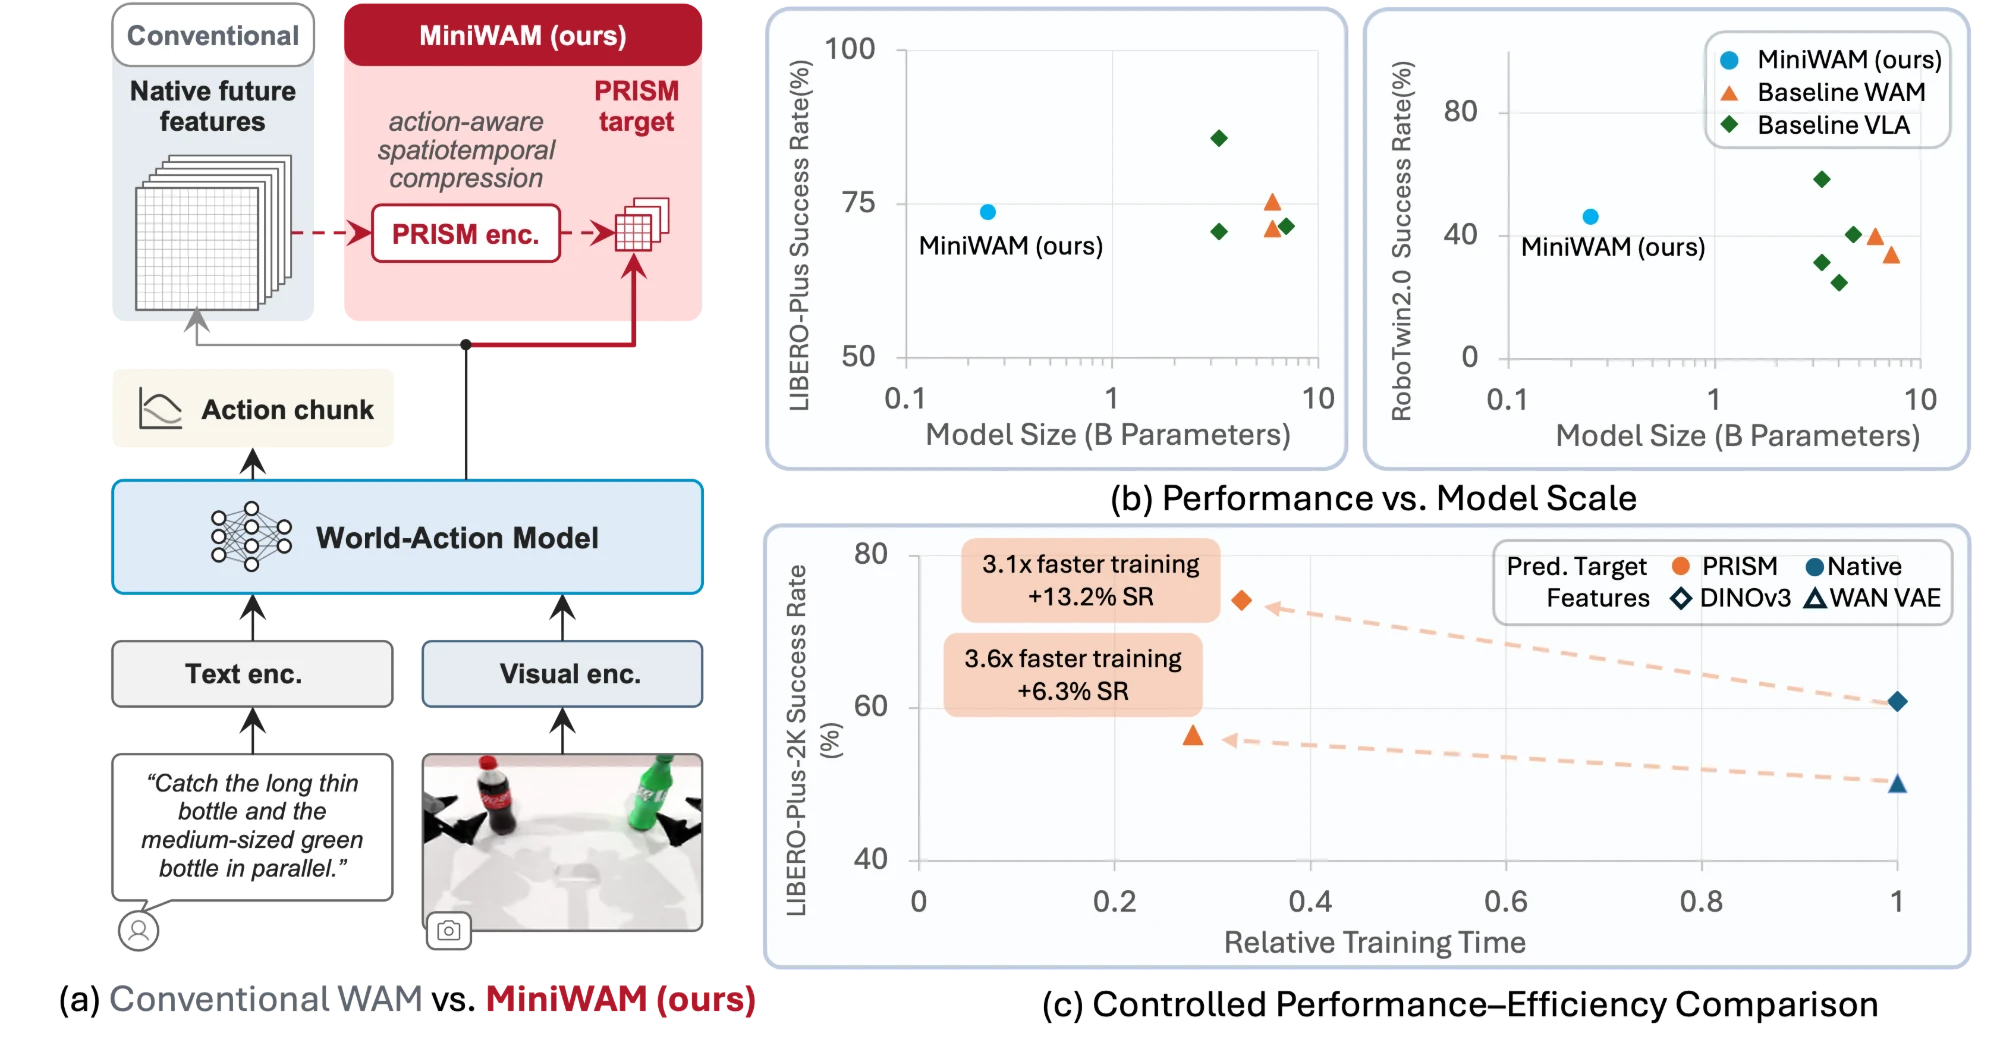 Conventional
MiniWAM (ours)
Native future
features
PRISM
target
action-aware
spatiotemporal
compression
PRISM enc.
Action chunk
World-Action Model
Text enc.
Visual enc.
“Catch the long thin
bottle and the
medium-sized green
bottle in parallel.”
(a) Conventional WAM vs. MiniWAM (ours)
LIBERO-Plus Success Rate(%)
100
75
50
MiniWAM (ours)
0.1
1
10
Model Size (B Parameters)
RoboTwin2.0 Success Rate(%)
80
40
0
MiniWAM (ours)
Baseline WAM
Baseline VLA
MiniWAM (ours)
0.1
1
10
Model Size (B Parameters)
(b) Performance vs. Model Scale
LIBERO-Plus-2K Success Rate
(%)
80
60
40
3.1x faster training
+13.2% SR
3.6x faster training
+6.3% SR
Pred. Target PRISM Native
Features DINOv3 WAN VAE
0
0.2
0.4
0.6
0.8
1
Relative Training Time
(c) Controlled Performance–Efficiency Comparison